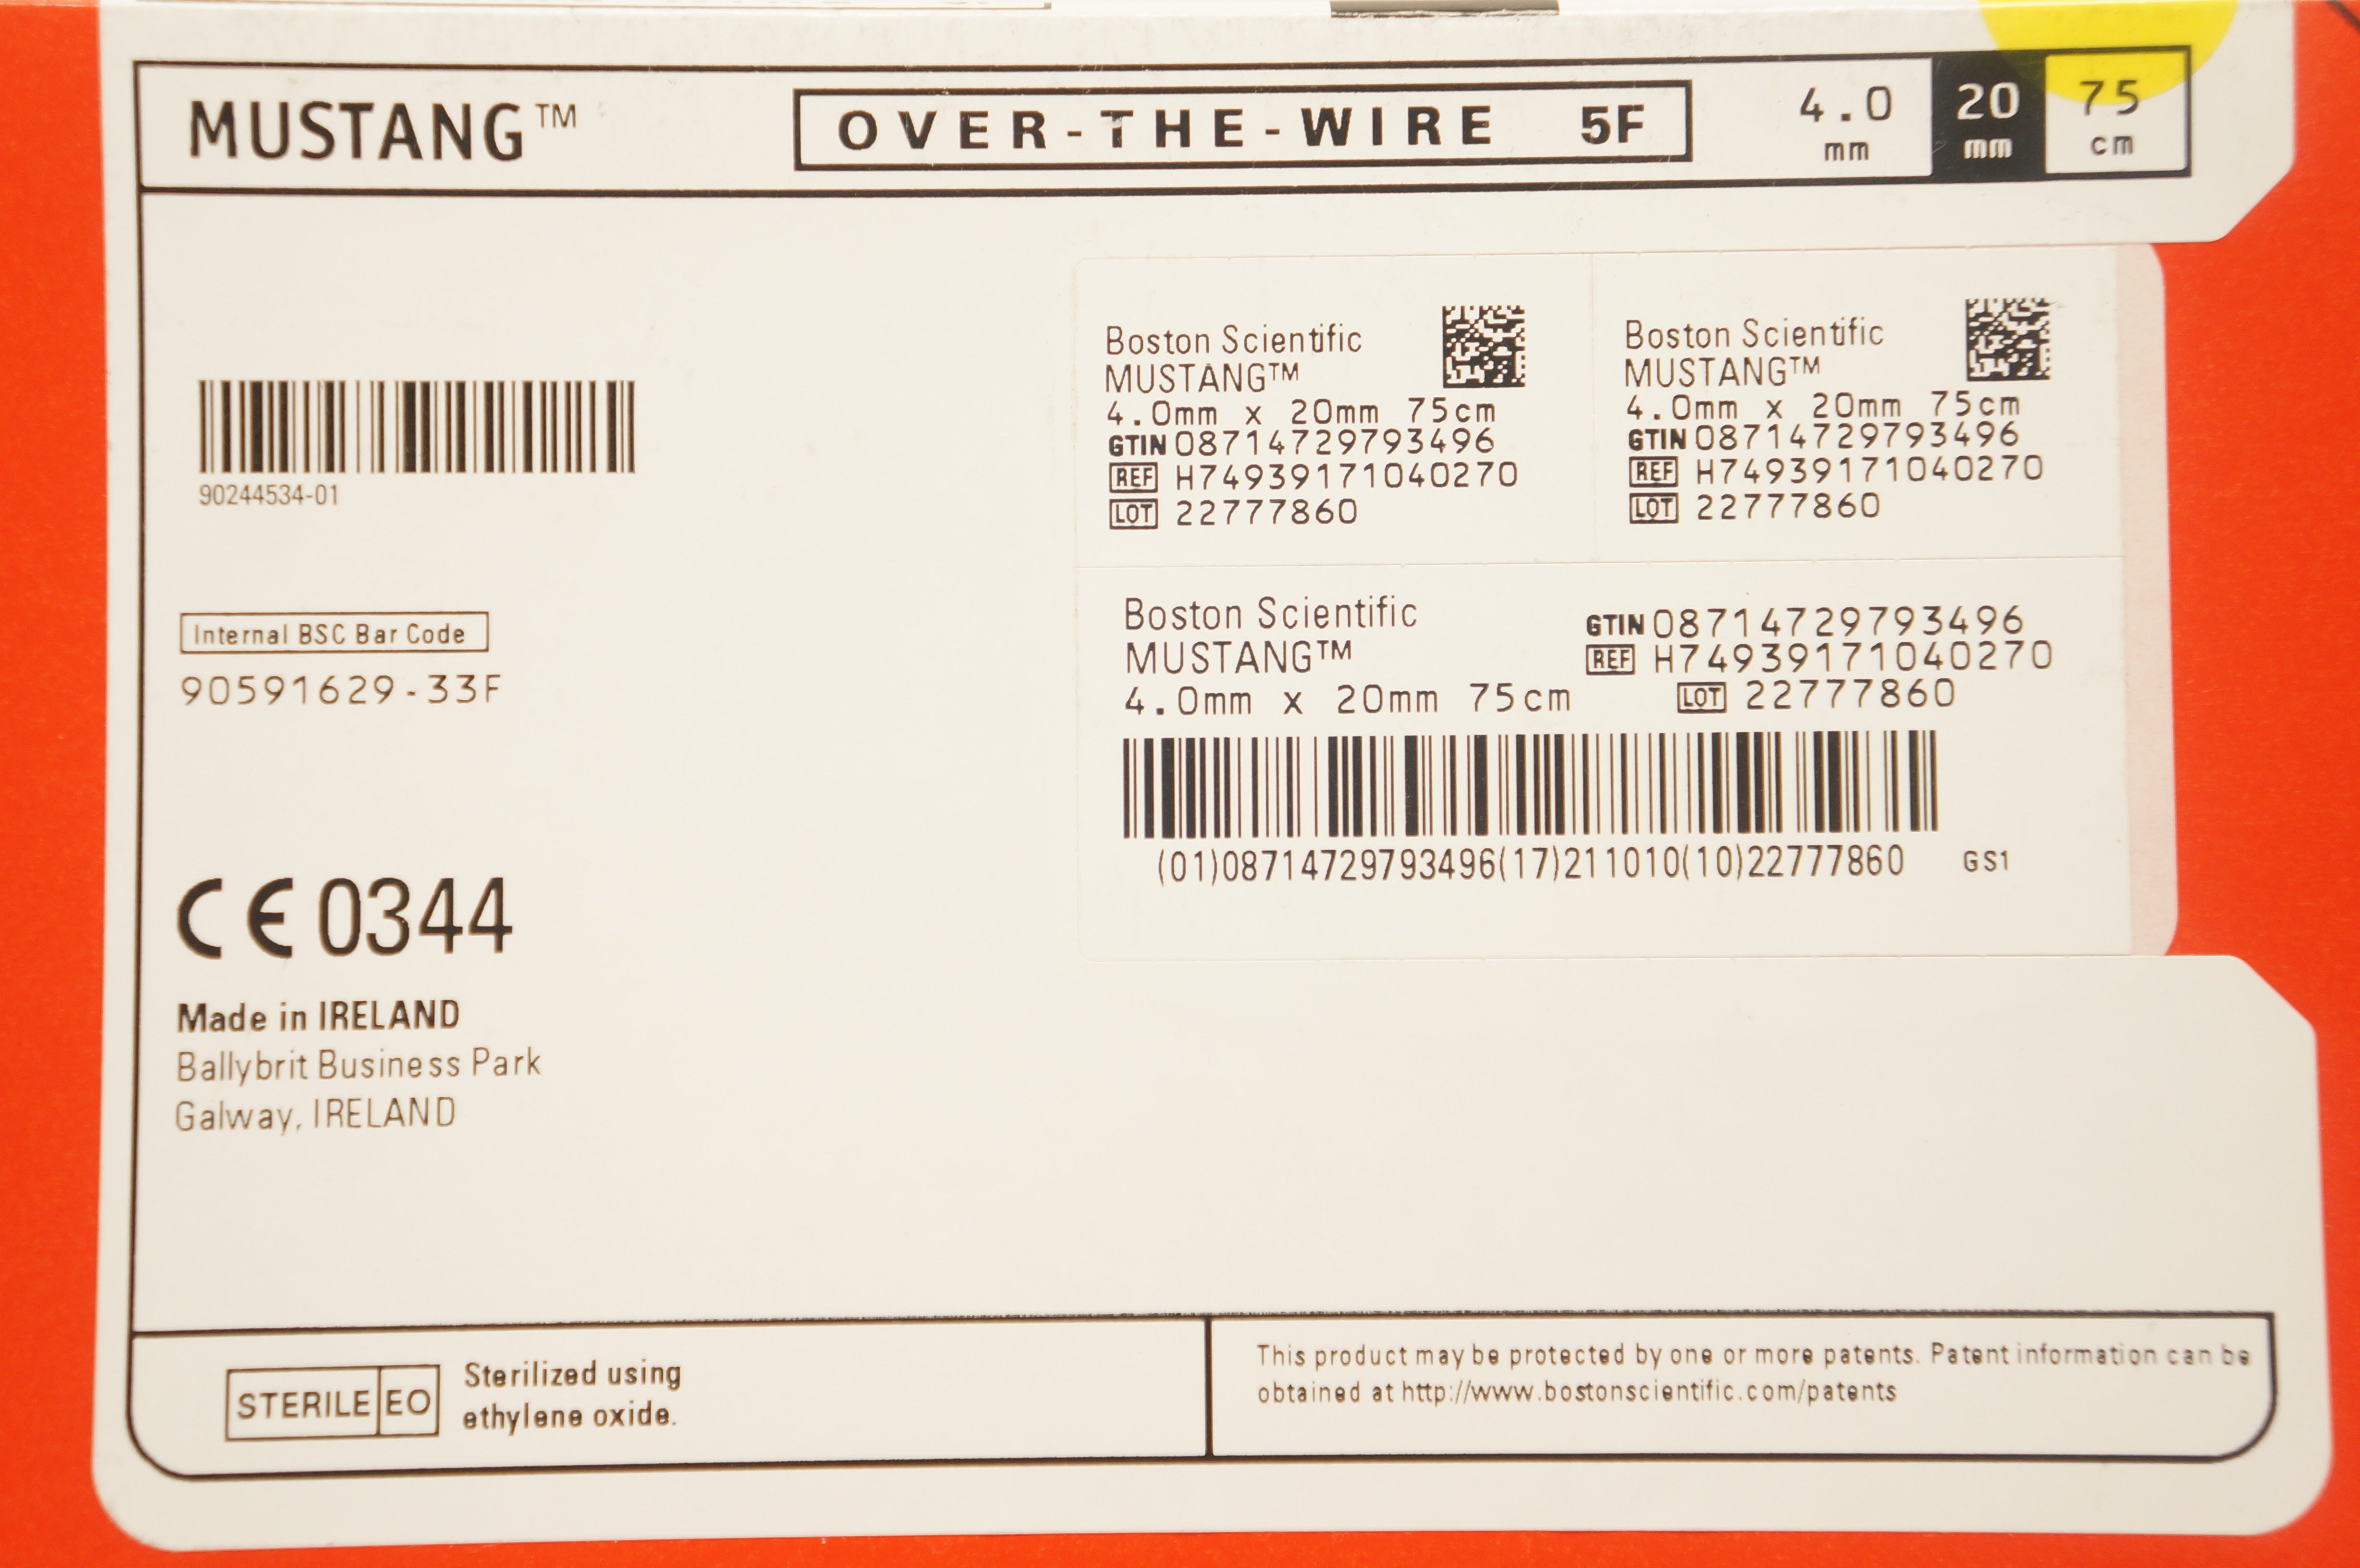 MUSTANG™
OVER-THE-WIRE 5F
4.0 mm
20 mm
75 cm
90244534-01
Internal BSC Bar Code
90591629-33F
CE 0344
Made in IRELAND
Ballybrit Business Park
Galway, IRELAND
Boston Scientific
MUSTANG™
4.0mm x 20mm 75cm
GTIN 08714729793496
REF H74939171040270
LOT 22777860
Boston Scientific
MUSTANG™
4.0mm x 20mm 75cm
GTIN 08714729793496
REF H74939171040270
LOT 22777860
Boston Scientific
MUSTANG™
4.0mm x 20mm 75cm
GTIN 08714729793496
REF H74939171040270
LOT 22777860
(01)08714729793496(17)211010(10)22777860 GS1
STERILE EO
Sterilized using
ethylene oxide.
This product may be protected by one or more patents. Patent information can be
obtained at http://www.bostonscientific.com/patents